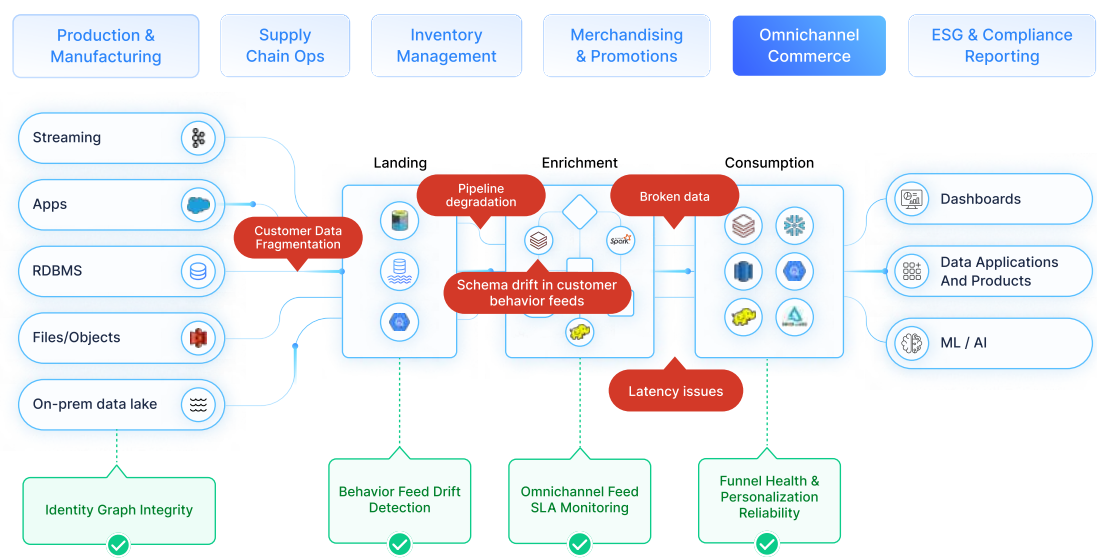 Production &
Manufacturing
Supply
Chain Ops
Inventory
Management
Merchandising
& Promotions
Omnichannel
Commerce
ESG & Compliance
Reporting
Streaming
Apps
RDBMS
Files/Objects
On-prem data lake
Customer Data
Fragmentation
Landing
Pipeline
degradation
Enrichment
Spark
Schema drift in customer
behavior feeds
Broken data
Latency issues
Consumption
Dashboards
Data Applications
And Products
ML / AI
Identity Graph Integrity
Behavior Feed Drift
Detection
Omnichannel Feed
SLA Monitoring
Funnel Health &
Personalization
Reliability